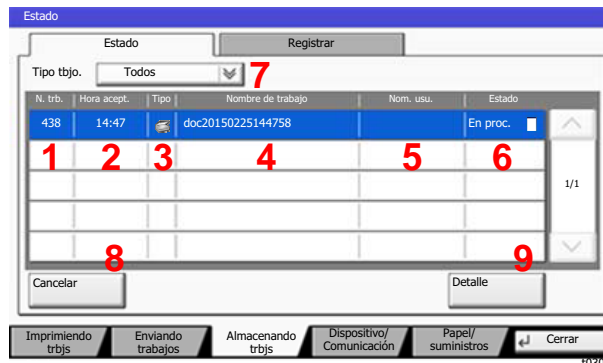 Estado
Estado Registrar
Tipo tbjo. Todos 7
N. trb. Hora acept. Tipo Nombre de trabajo Nom. usu. Estado
438 14:47 doc20150225144758 En proc.
1 2 3 4 5 6
1/1
8 9
Cancelar Detalle
Imprimiendo trbjs
Enviando trabajos
Almacenando trbjs
Dispositivo/ Comunicación
Papel/ suministros
Cerrar